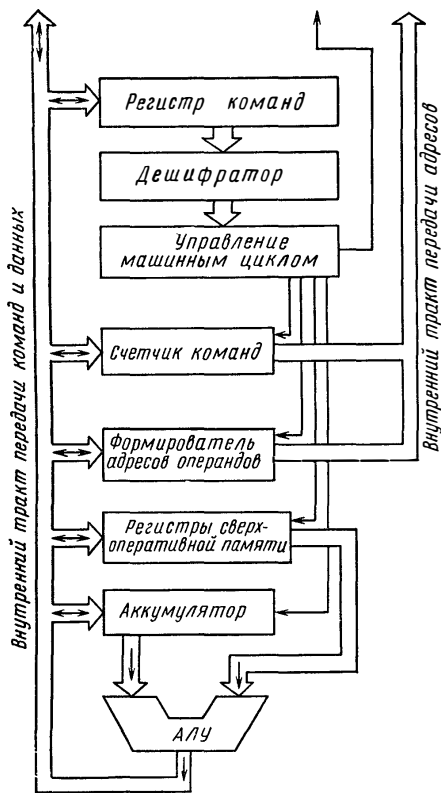 Регистр команд
Дешифратор
Управление
машинным циклом
Счетчик команд
Формирователь
адресов операндов
Регистры сверх-
оперативной памяти
Аккумулятор
АЛУ
Внутренний тракт передачи команд и данных
Внутренний тракт передачи адресов